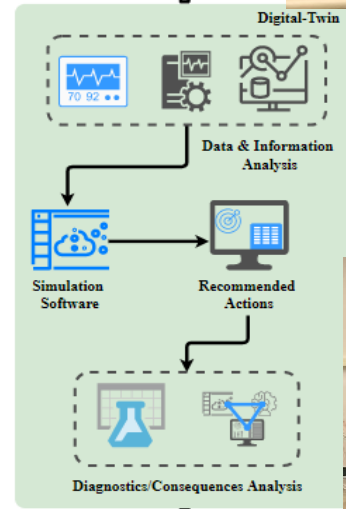 Digital-Twin
70 92
Data & Information
Analysis
Simulation
Software
Recommended
Actions
Diagnostics/Consequences Analysis